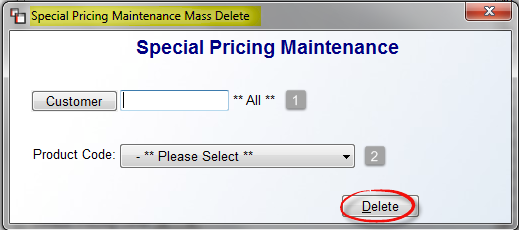 Special Pricing Maintenance Mass Delete
Special Pricing Maintenance
Customer ** All ** 1
Product Code: - ** Please Select ** 2
Delete